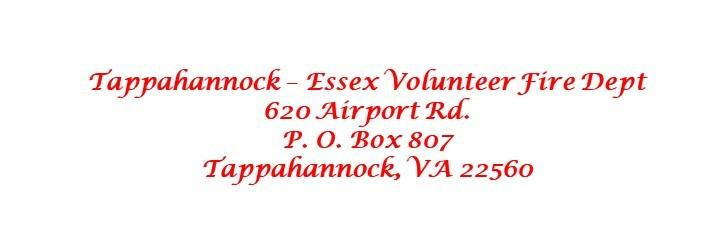 Tappahannock – Essex Volunteer Fire Dept
620 Airport Rd.
P. O. Box 807
Tappahannock, VA 22560